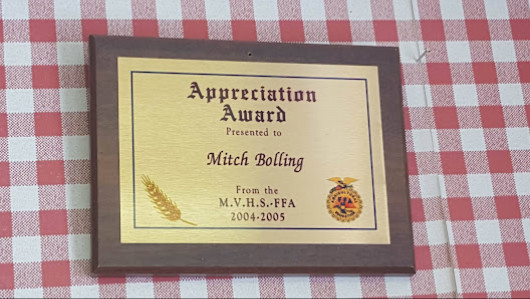 Appreciation
Award
Presented to
Mitch Bolling
From the
M.V.H.S.-FFA
2004-2005